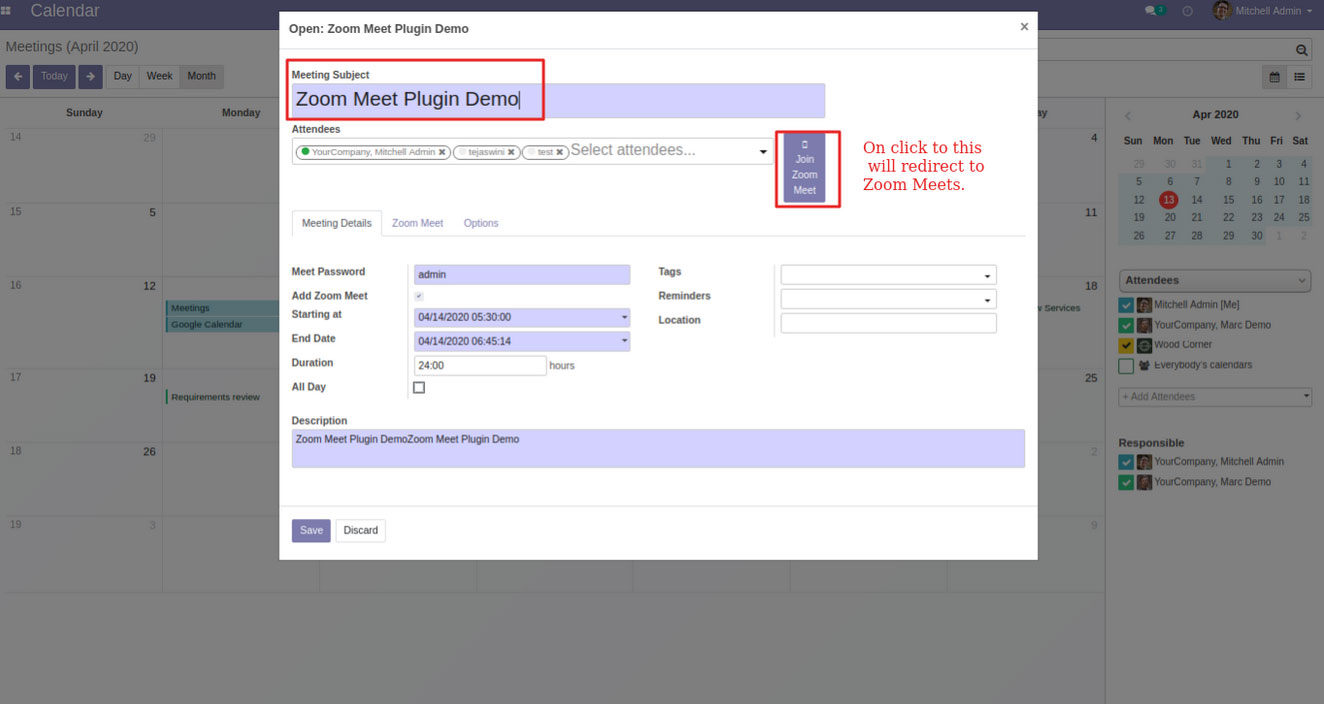 Calendar
3
Mitchell Admin
Meetings (April 2020)
Today
Day
Week
Month
Sunday
Monday
ay
14
29
4
15
5
11
16
12
18
Meetings
Google Calendar
Services
17
19
25
Requirements review
18
26
2
19
3
9
Open: Zoom Meet Plugin Demo
×
Meeting Subject
Zoom Meet Plugin Demo
Attendees
YourCompany, Mitchell Admin ×
tejaswini ×
test ×
Select attendees...
Join
Zoom
Meet
On click to this
will redirect to
Zoom Meets.
Meeting Details
Zoom Meet
Options
Meet Password
admin
Add Zoom Meet
Starting at
04/14/2020 05:30:00
End Date
04/14/2020 06:45:14
Duration
24:00
hours
All Day
Tags
Reminders
Location
Description
Zoom Meet Plugin DemoZoom Meet Plugin Demo
Save
Discard
Apr 2020
Sun Mon Tue Wed Thu Fri Sat
29 30 31 1 2 3 4
5 6 7 8 9 10 11
12 13 14 15 16 17 18
19 20 21 22 23 24 25
26 27 28 29 30 1 2
Attendees
Mitchell Admin [Me]
YourCompany, Marc Demo
Wood Corner
Everybody's calendars
+ Add Attendees
Responsible
YourCompany, Mitchell Admin
YourCompany, Marc Demo